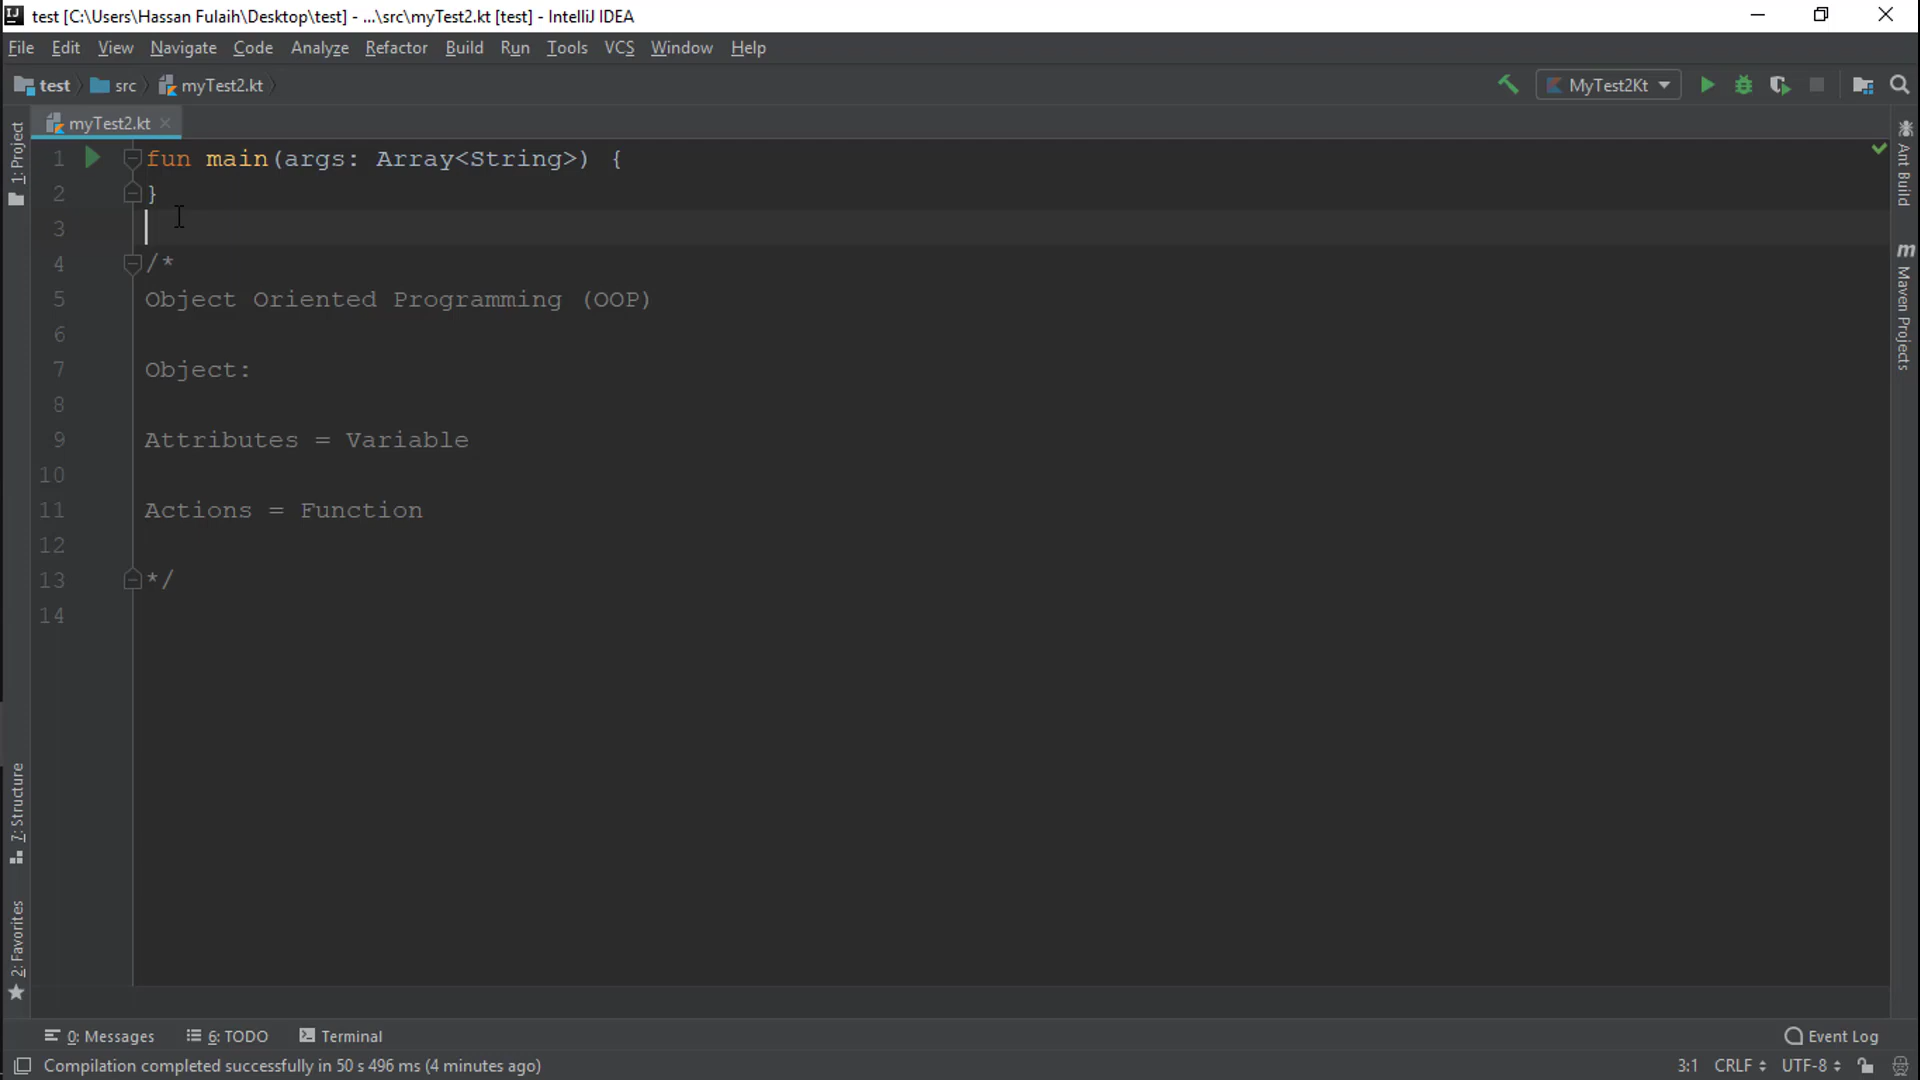 test [C:\Users\Hassan Fulaih\Desktop\test] - ...\src\myTest2.kt [test] - IntelliJ IDEA
File Edit View Navigate Code Analyze Refactor Build Run Tools VCS Window Help
test src myTest2.kt MyTest2Kt
myTest2.kt
1 fun main(args: Array<String>) {
2 }
3
4 /*
5 Object Oriented Programming (OOP)
6
7 Object:
8
9 Attributes = Variable
10
11 Actions = Function
12
13 */
14
1: Project
7: Structure
2: Favorites
Ant Build
m Maven Projects
0: Messages 6: TODO Terminal Event Log
Compilation completed successfully in 50 s 496 ms (4 minutes ago) 3:1 CRLF UTF-8